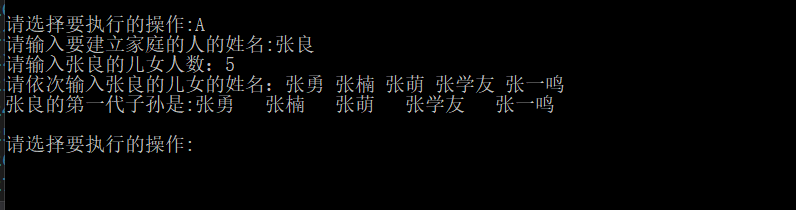 请选择要执行的操作:A
请输入要建立家庭的人的姓名:张良
请输入张良的儿女人数：5
请依次输入张良的儿女的姓名：张勇 张楠 张萌 张学友 张一鸣
张良的第一代子孙是:张勇   张楠   张萌   张学友   张一鸣
请选择要执行的操作: